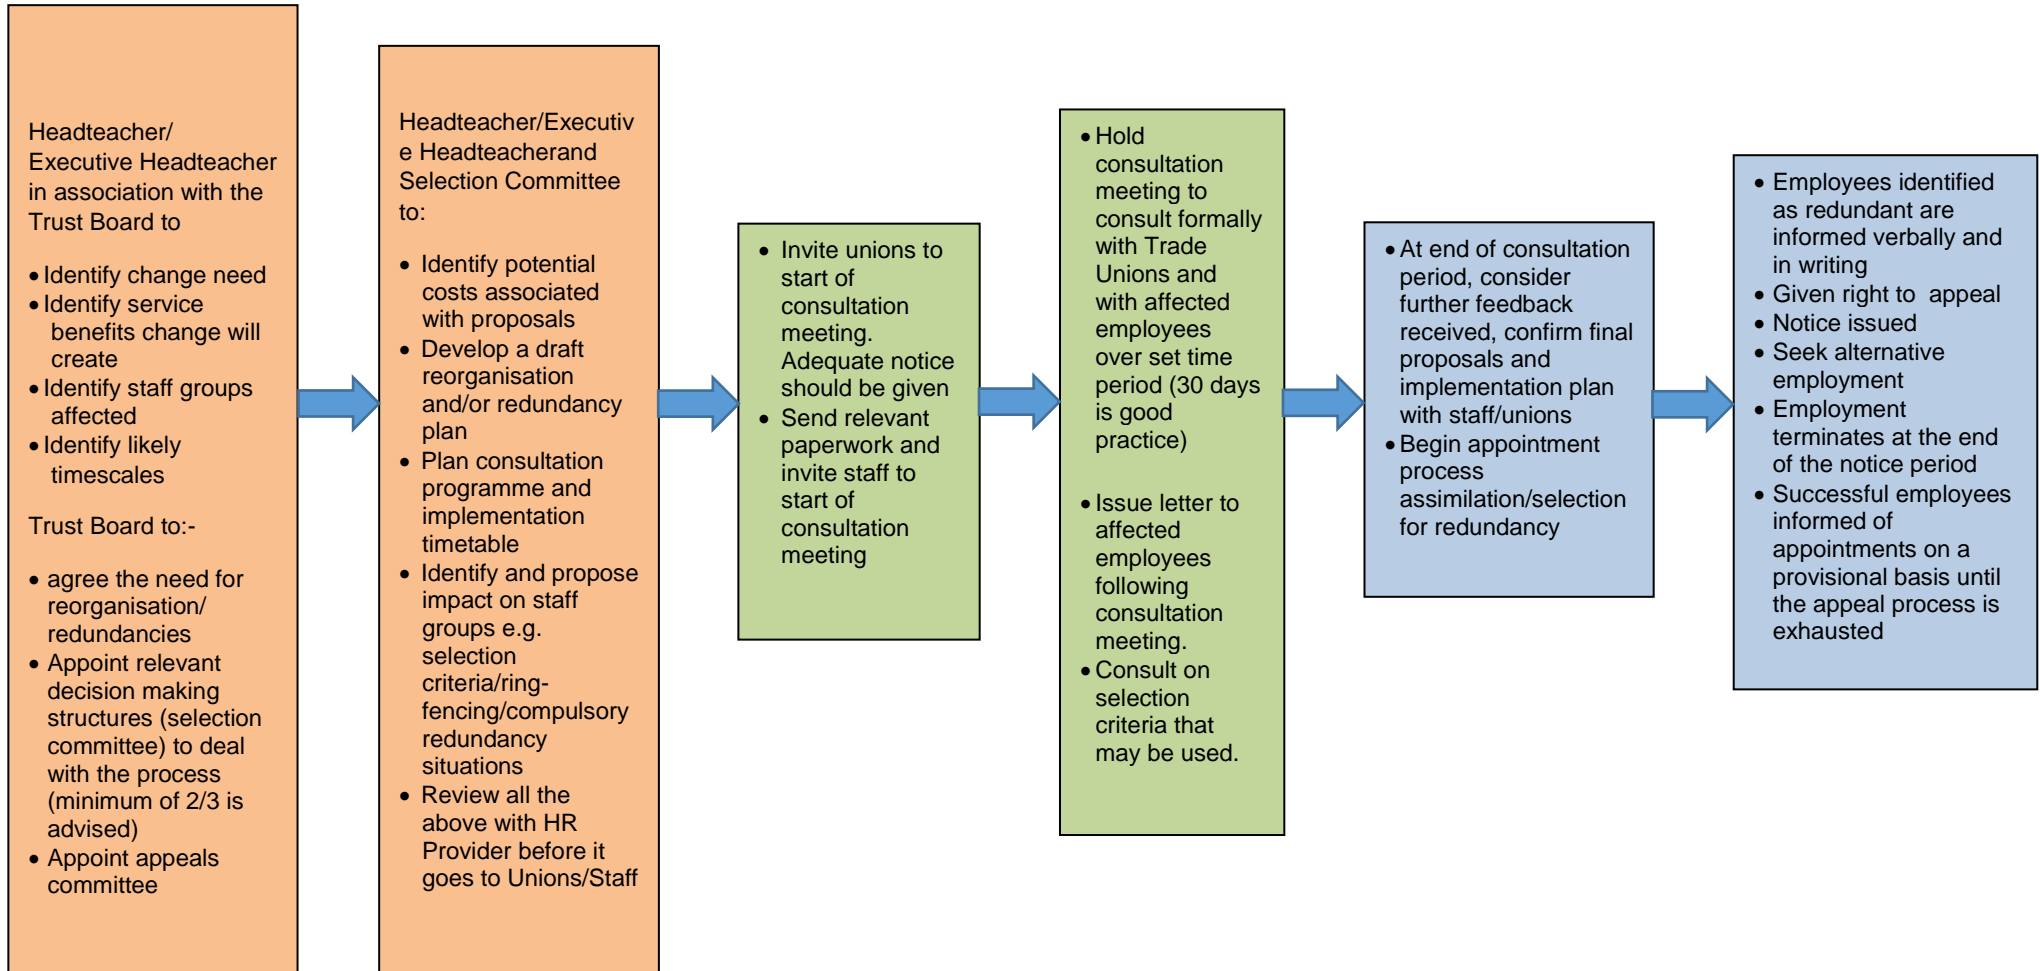 Headteacher/
Executive Headteacher
in association with the
Trust Board to
• Identify change need
• Identify service
benefits change will
create
• Identify staff groups
affected
• Identify likely
timescales
Trust Board to:-
• agree the need for
reorganisation/
redundancies
• Appoint relevant
decision making
structures (selection
committee) to deal
with the process
(minimum of 2/3 is
advised)
• Appoint appeals
committee
Headteacher/Executiv
e Headteacherand
Selection Committee
to:
• Identify potential
costs associated
with proposals
• Develop a draft
reorganisation
and/or redundancy
plan
• Plan consultation
programme and
implementation
timetable
• Identify and propose
impact on staff
groups e.g.
selection
criteria/ring-
fencing/compulsory
redundancy
situations
• Review all the
above with HR
Provider before it
goes to Unions/Staff
• Invite unions to
start of
consultation
meeting.
Adequate notice
should be given
• Send relevant
paperwork and
invite staff to
start of
consultation
meeting
• Hold
consultation
meeting to
consult formally
with Trade
Unions and
with affected
employees
over set time
period (30 days
is good
practice)
• Issue letter to
affected
employees
following
consultation
meeting.
• Consult on
selection
criteria that
may be used.
• At end of consultation
period, consider
further feedback
received, confirm final
proposals and
implementation plan
with staff/unions
• Begin appointment
process
assimilation/selection
for redundancy
• Employees identified
as redundant are
informed verbally and
in writing
• Given right to appeal
• Notice issued
• Seek alternative
employment
• Employment
terminates at the end
of the notice period
• Successful employees
informed of
appointments on a
provisional basis until
the appeal process is
exhausted